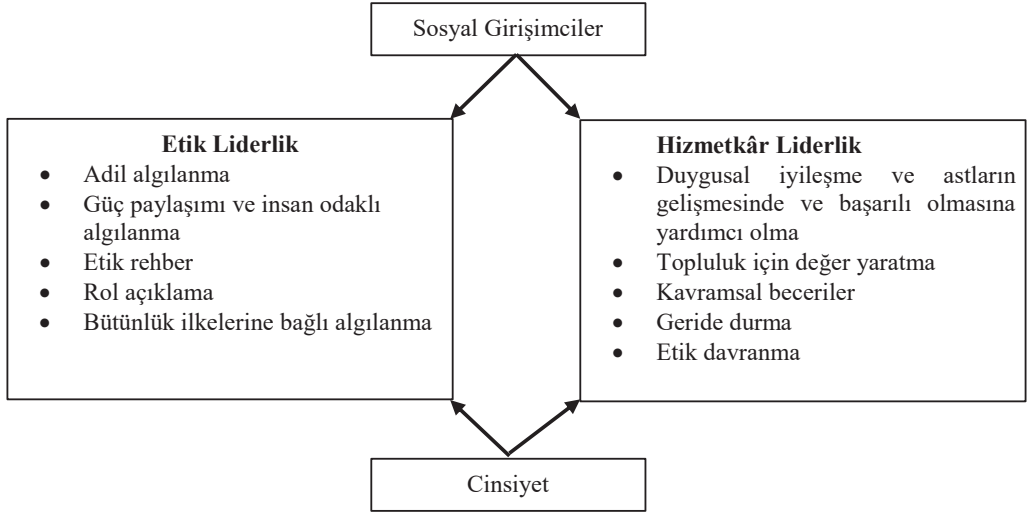 Sosyal Girişimciler
Etik Liderlik
• Adil algılanma
• Güç paylaşımı ve insan odaklı
algılanma
• Etik rehber
• Rol açıklama
• Bütünlük ilkelerine bağlı algılanma
Hizmetkâr Liderlik
• Duygusal iyileşme ve astların
gelişmesinde ve başarılı olmasına
yardımcı olma
• Topluluk için değer yaratma
• Kavramsal beceriler
• Geride durma
• Etik davranma
Cinsiyet